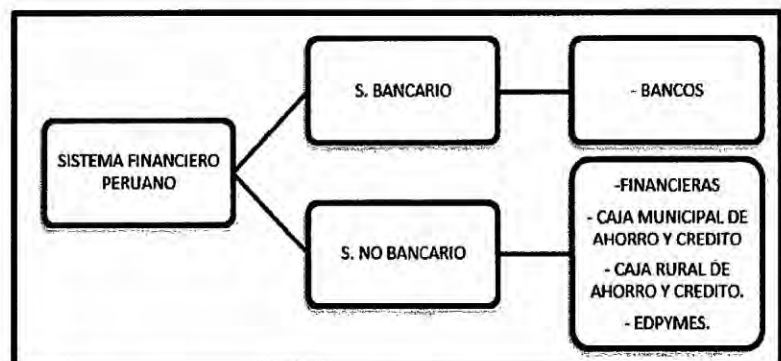 SISTEMA FINANCIERO
PERUANO
S. BANCARIO
- BANCOS
S. NO BANCARIO
-FINANCIERAS
- CAJA MUNICIPAL DE
AHORRO Y CREDITO
- CAJA RURAL DE
AHORRO Y CREDITO.
- EDPYMES.